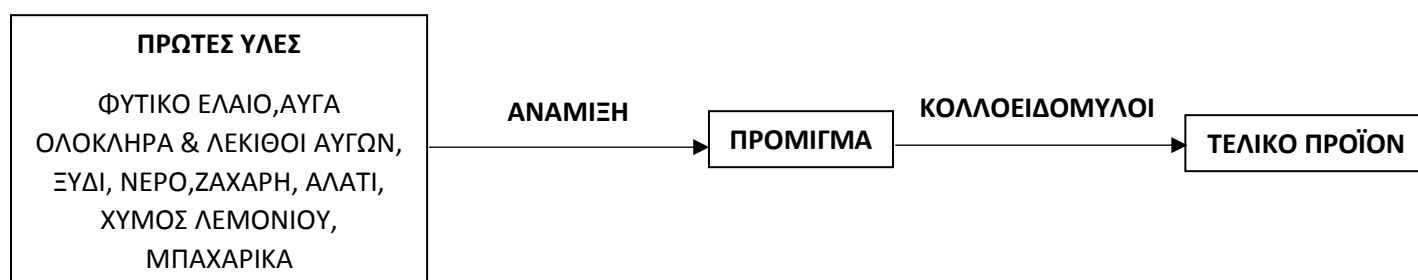 ΠΡΩΤΕΣ ΥΛΕΣ
ΦΥΤΙΚΟ ΕΛΑΙΟ,ΑΥΓΑ
ΟΛΟΚΛΗΡΑ & ΛΕΚΙΘΟΙ ΑΥΓΩΝ,
ΞΥΔΙ, ΝΕΡΟ,ΖΑΧΑΡΗ, ΑΛΑΤΙ,
ΧΥΜΟΣ ΛΕΜΟΝΙΟΥ,
ΜΠΑΧΑΡΙΚΑ
ΑΝΑΜΙΞΗ
ΠΡΟΜΙΓΜΑ
ΚΟΛΛΟΕΙΔΟΜΥΛΟΙ
ΤΕΛΙΚΟ ΠΡΟΪΟΝ